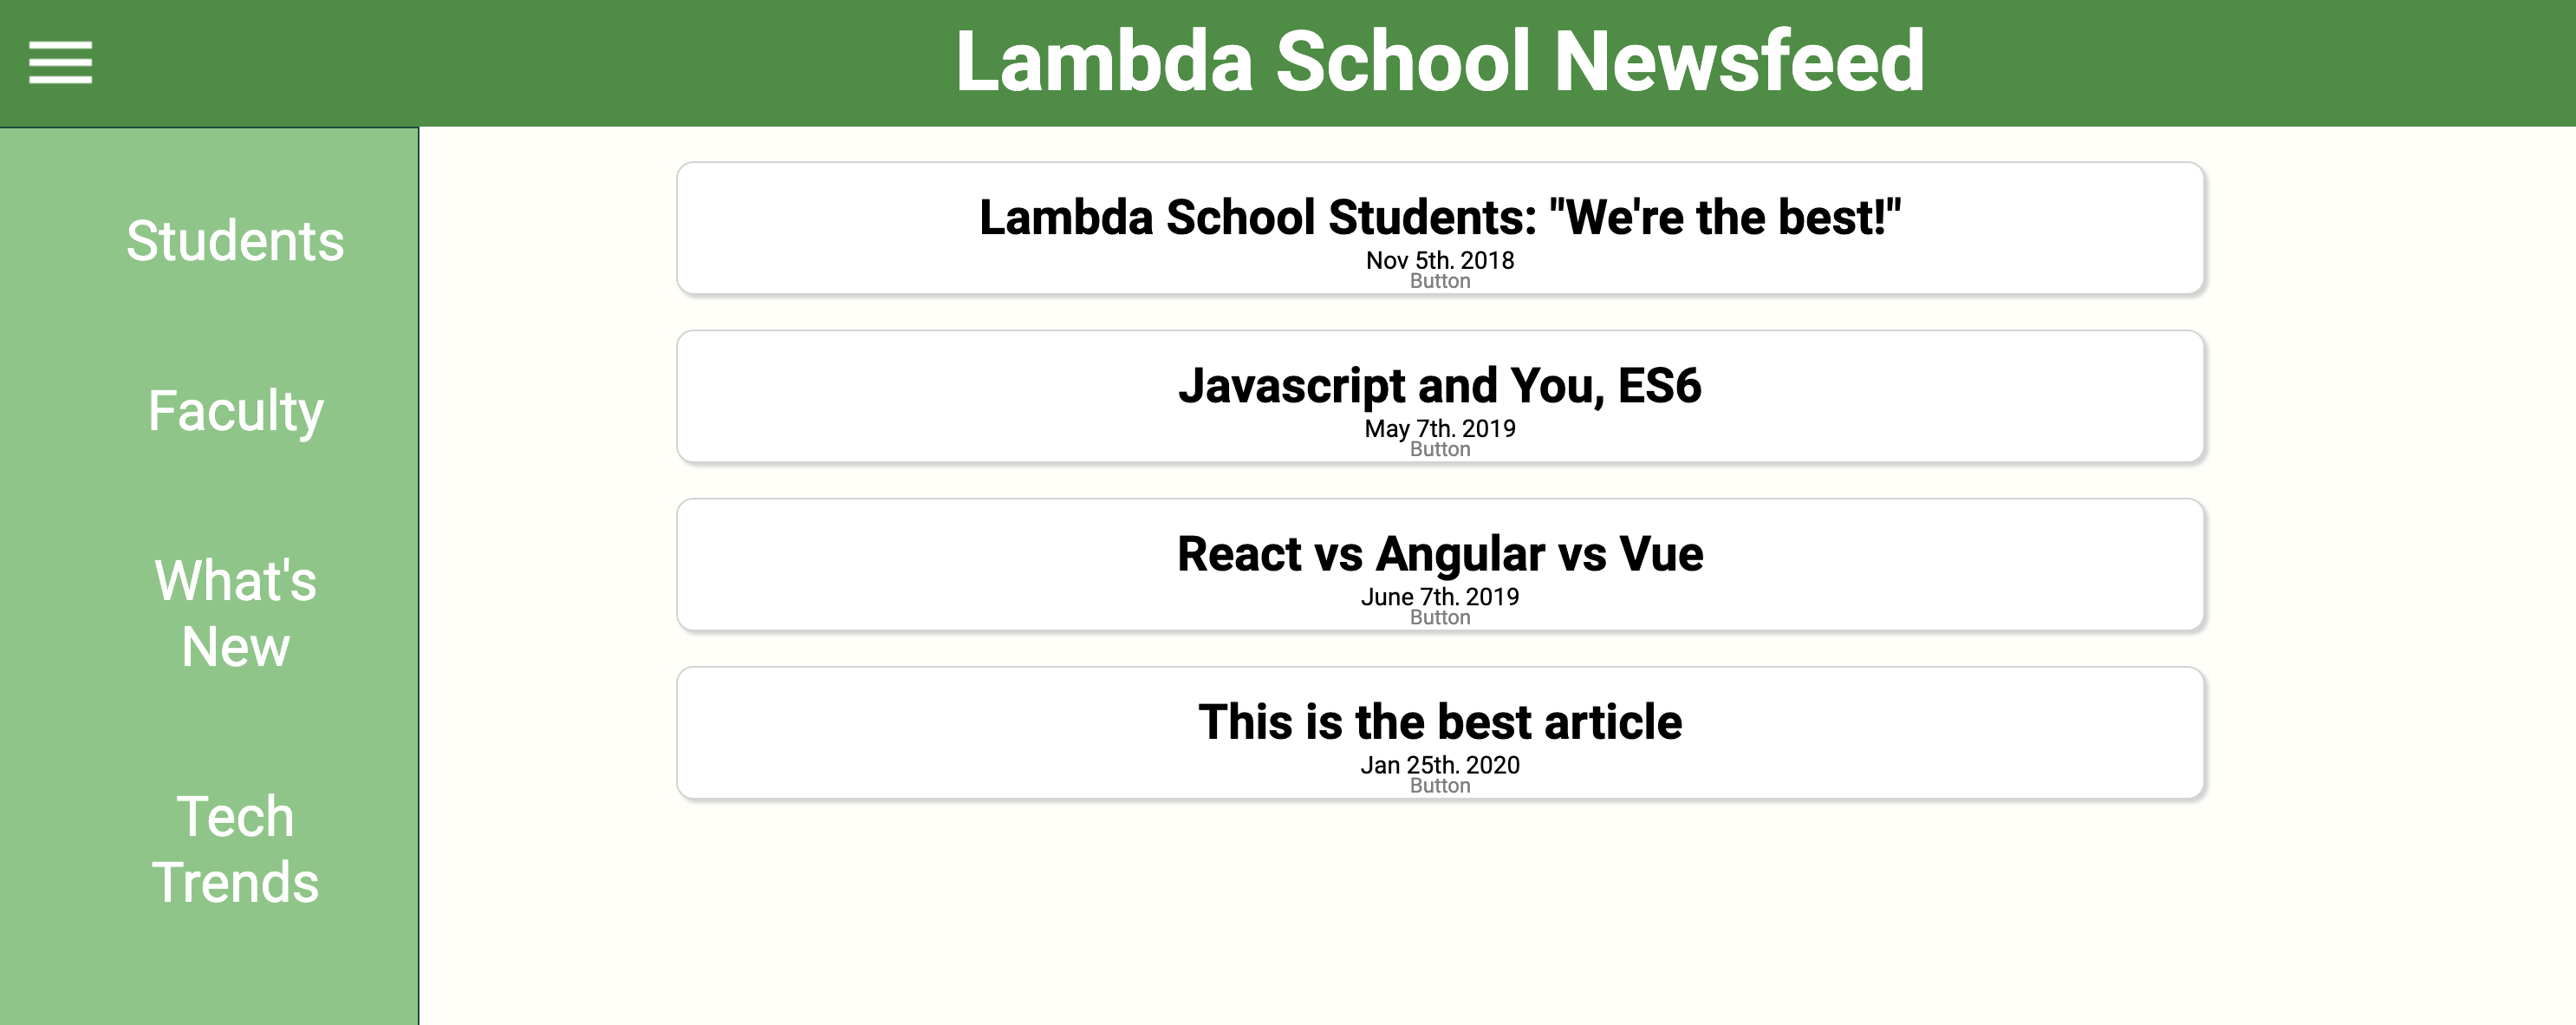 Lambda School Newsfeed
Students
Faculty
What's
New
Tech
Trends
Lambda School Students: "We're the best!"
Nov 5th. 2018
Button
Javascript and You, ES6
May 7th. 2019
Button
React vs Angular vs Vue
June 7th. 2019
Button
This is the best article
Jan 25th. 2020
Button